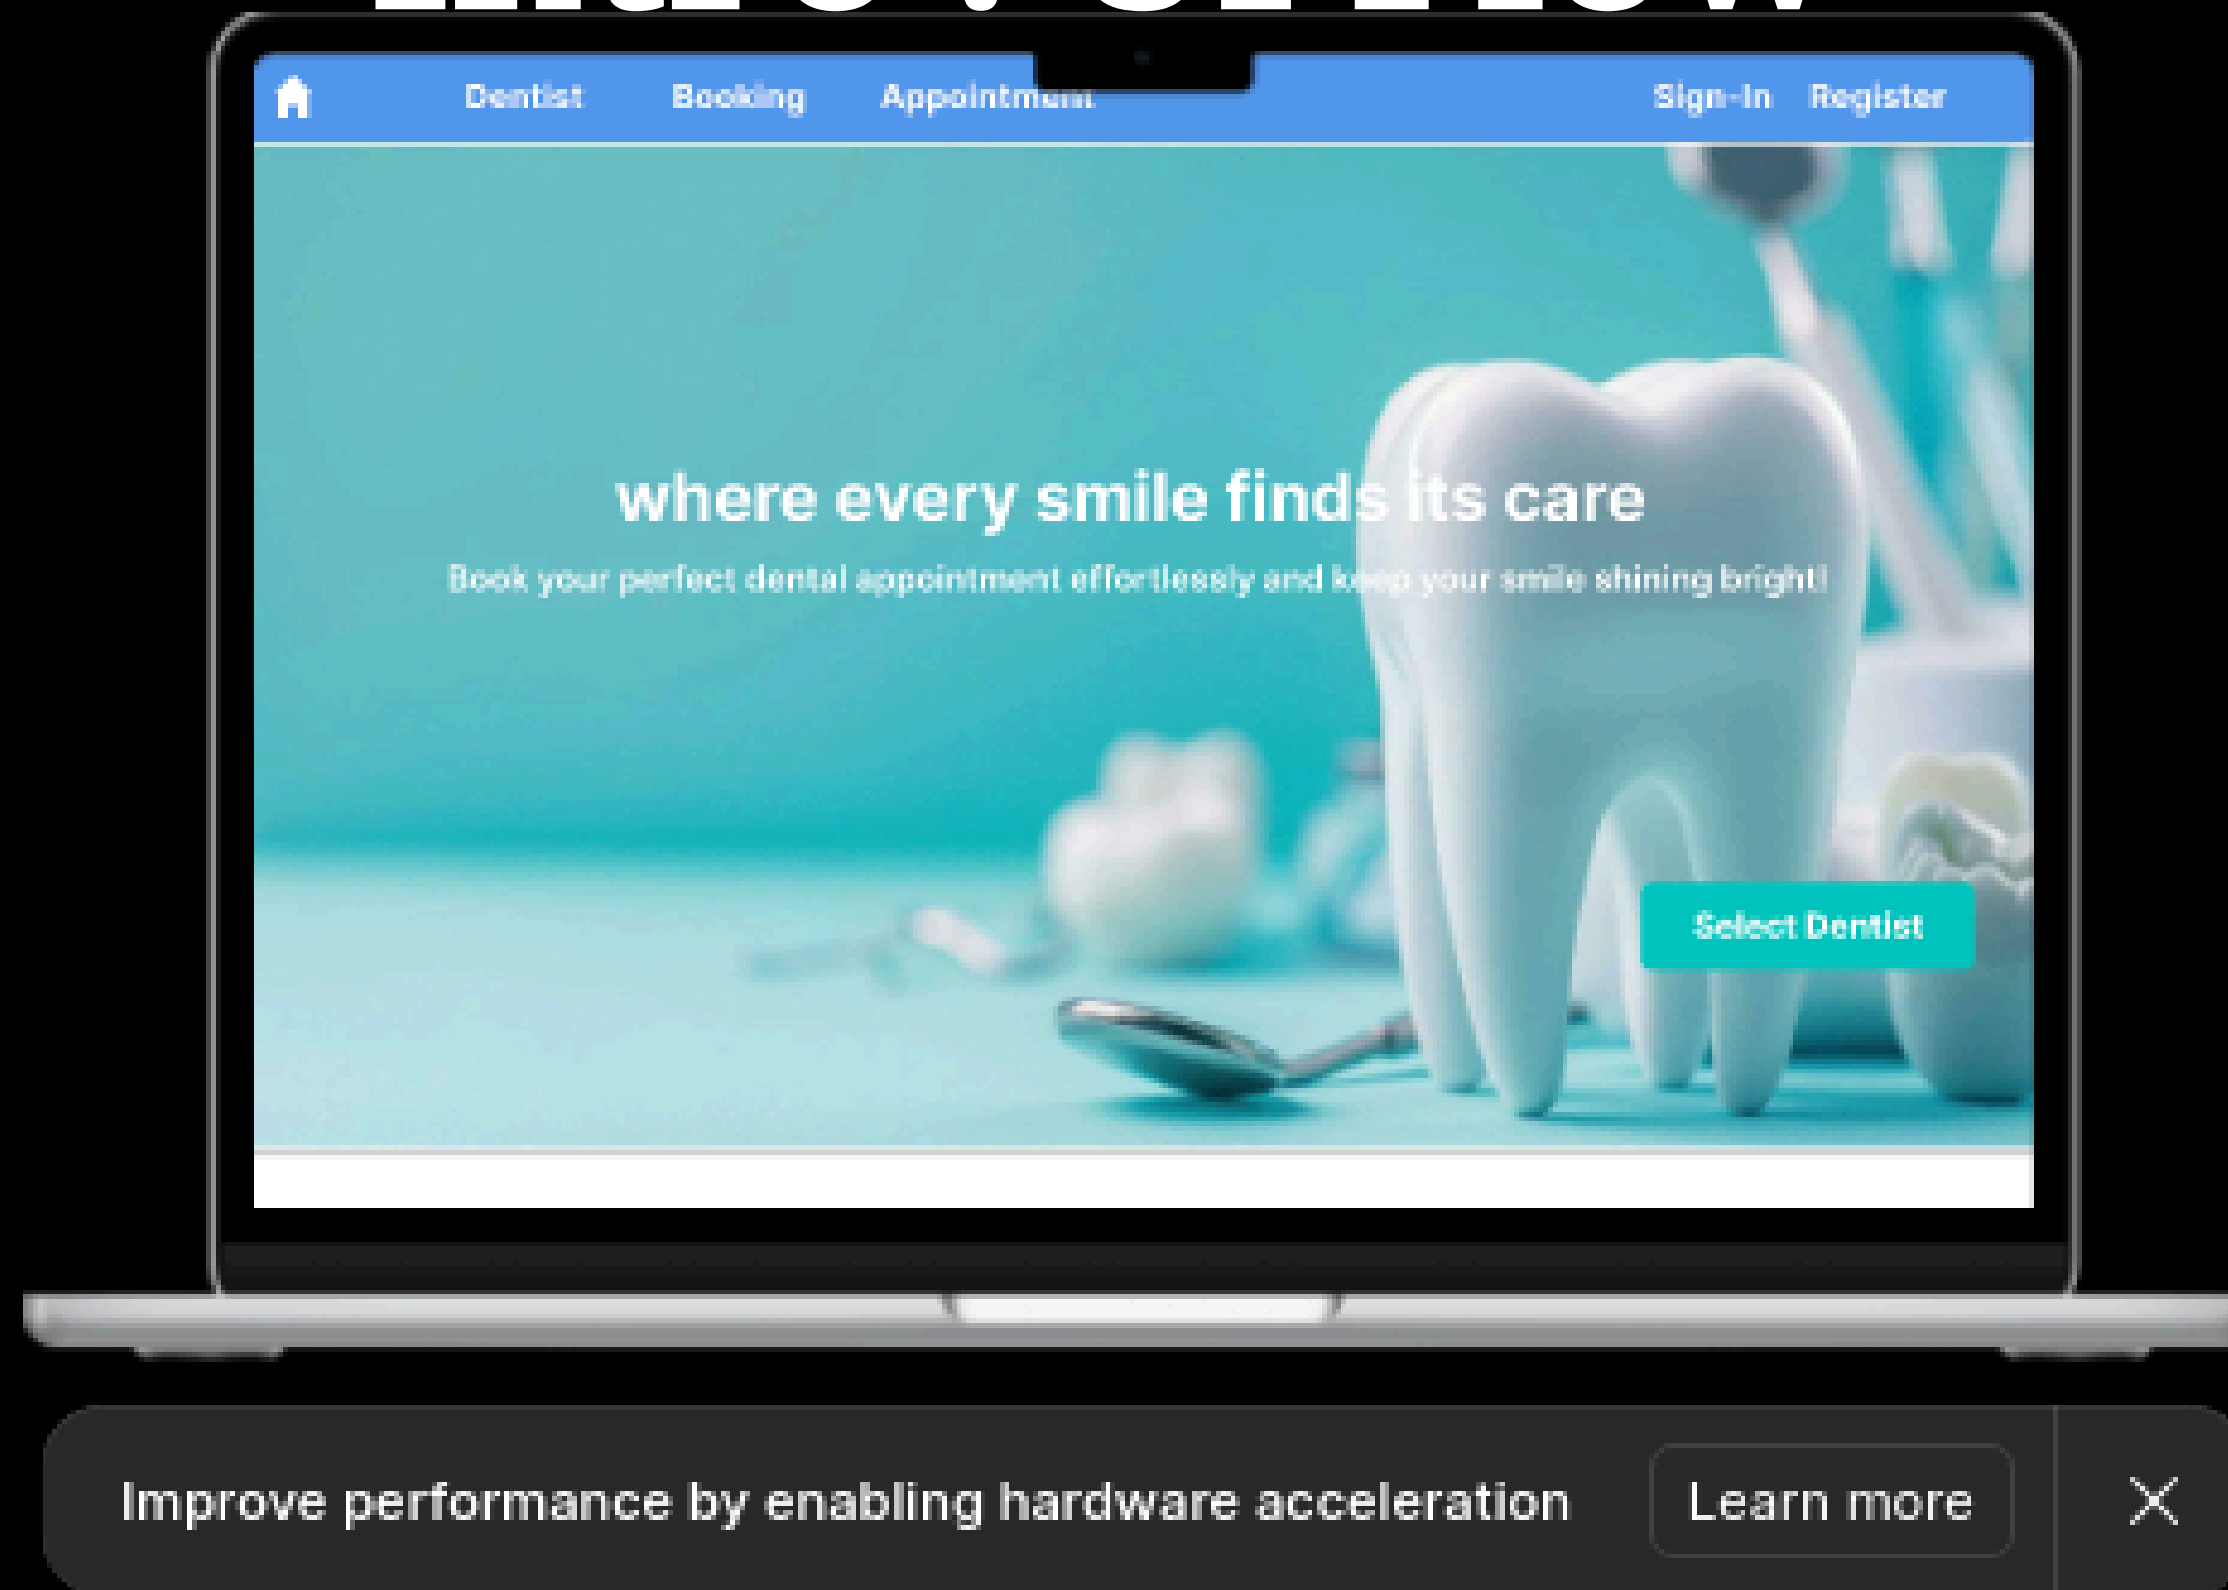 Dentist Booking Appointment Sign-In Register
where every smile finds its care
Book your perfect dental appointment effortlessly and keep your smile shining bright!
Select Dentist
Improve performance by enabling hardware acceleration Learn more